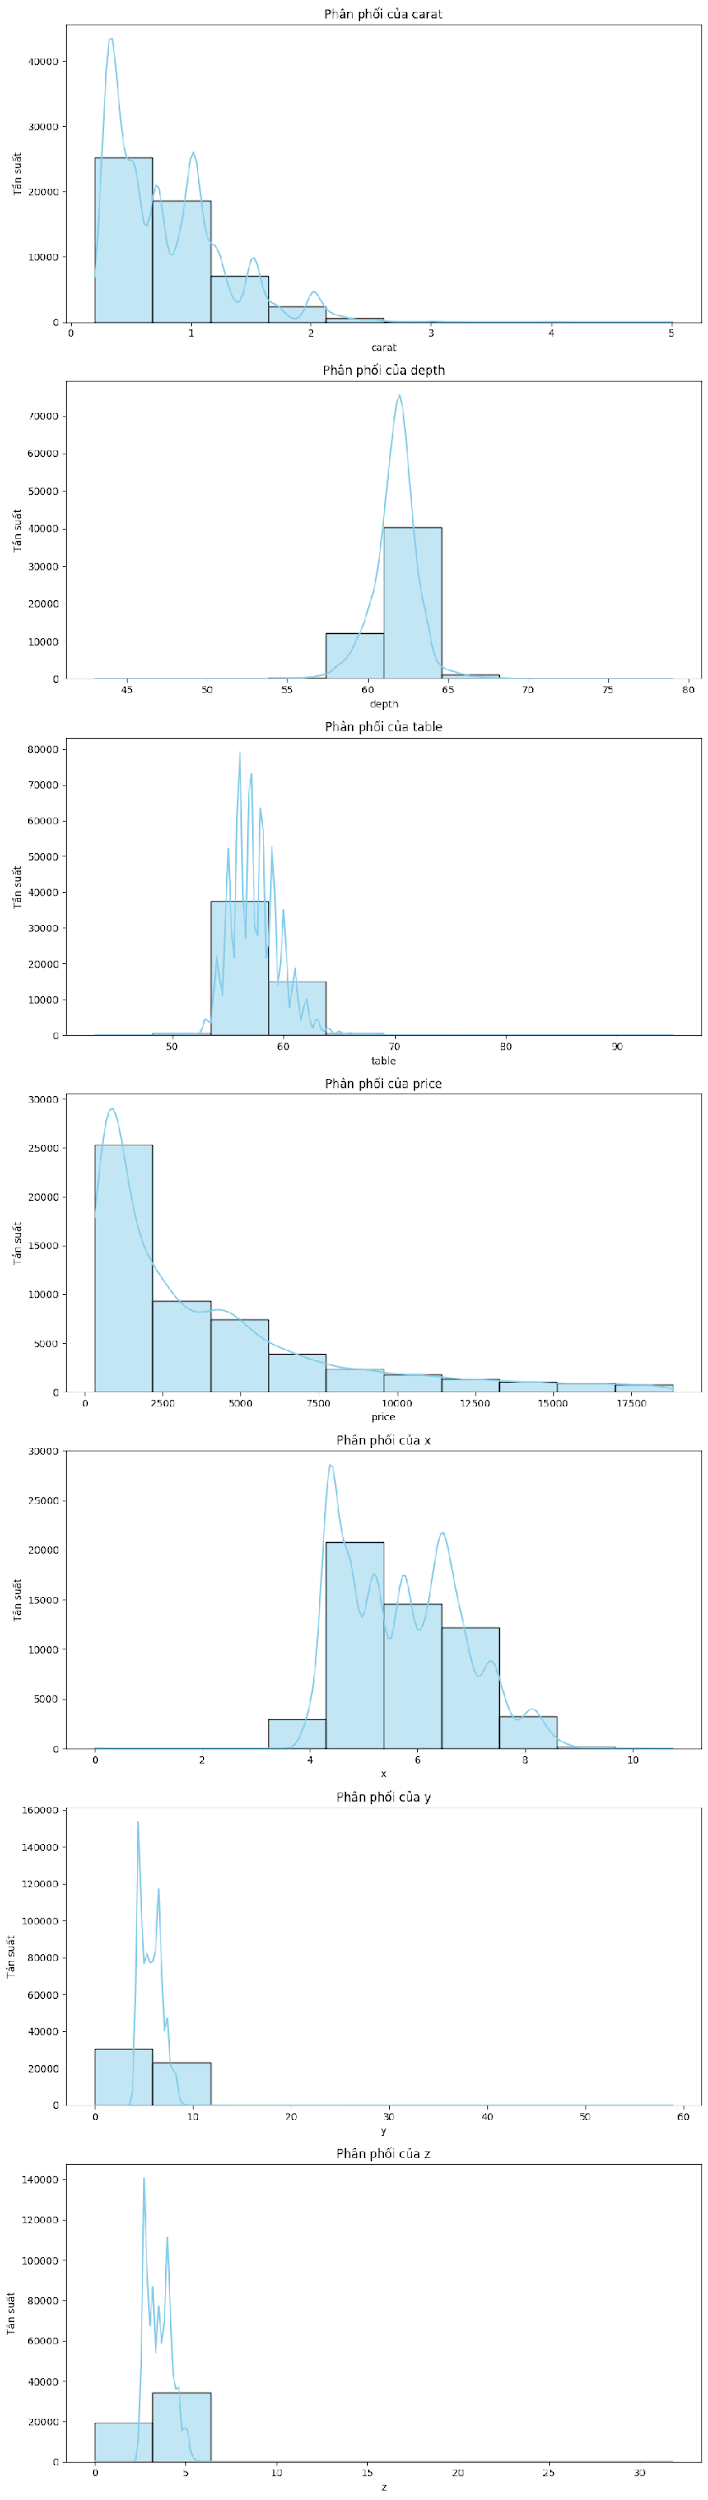 Phân phối của carat
40000
30000
20000
10000
0
Tần suất
0 1 2 3 4 5
carat
Phân phối của depth
70000
60000
50000
40000
30000
20000
10000
0
Tần suất
45 50 55 60 65 70 75 80
depth
Phân phối của table
80000
70000
60000
50000
40000
30000
20000
10000
0
Tần suất
50 60 70 80 90
table
Phân phối của price
30000
25000
20000
15000
10000
5000
0
Tần suất
0 2500 5000 7500 10000 12500 15000 17500
price
Phân phối của x
30000
25000
20000
15000
10000
5000
0
Tần suất
0 2 4 6 8 10
x
Phân phối của y
160000
140000
120000
100000
80000
60000
40000
20000
0
Tần suất
0 10 20 30 40 50 60
y
Phân phối của z
140000
120000
100000
80000
60000
40000
20000
0
Tần suất
0 5 10 15 20 25 30
z